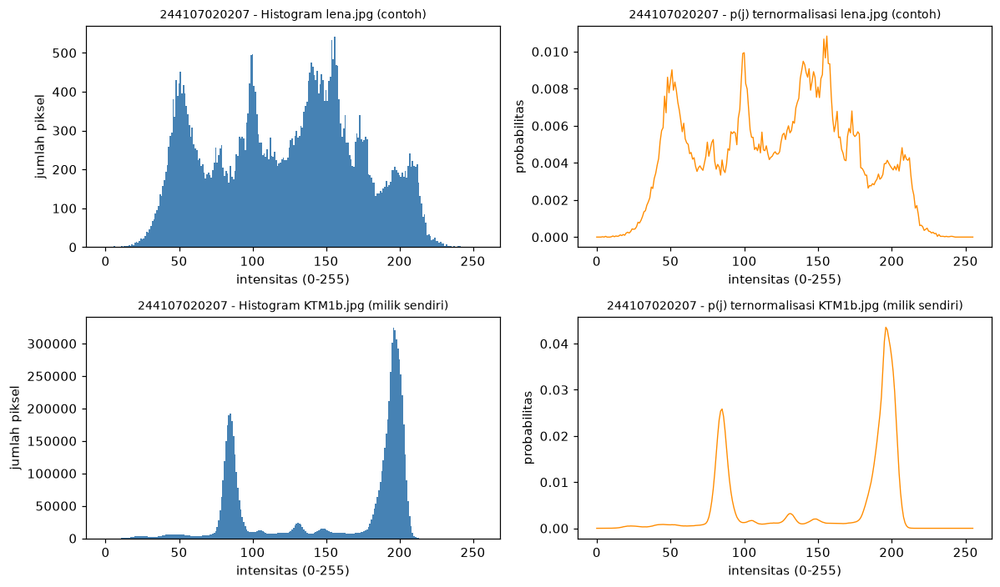 244107020207 - Histogram lena.jpg (contoh)
jumlah piksel
500
400
300
200
100
0
0 50 100 150 200 250
intensitas (0-255)
244107020207 - p(j) ternormalisasi lena.jpg (contoh)
probabilitas
0.010
0.008
0.006
0.004
0.002
0.000
0 50 100 150 200 250
intensitas (0-255)
244107020207 - Histogram KTM1b.jpg (milik sendiri)
jumlah piksel
300000
250000
200000
150000
100000
50000
0
0 50 100 150 200 250
intensitas (0-255)
244107020207 - p(j) ternormalisasi KTM1b.jpg (milik sendiri)
probabilitas
0.04
0.03
0.02
0.01
0.00
0 50 100 150 200 250
intensitas (0-255)